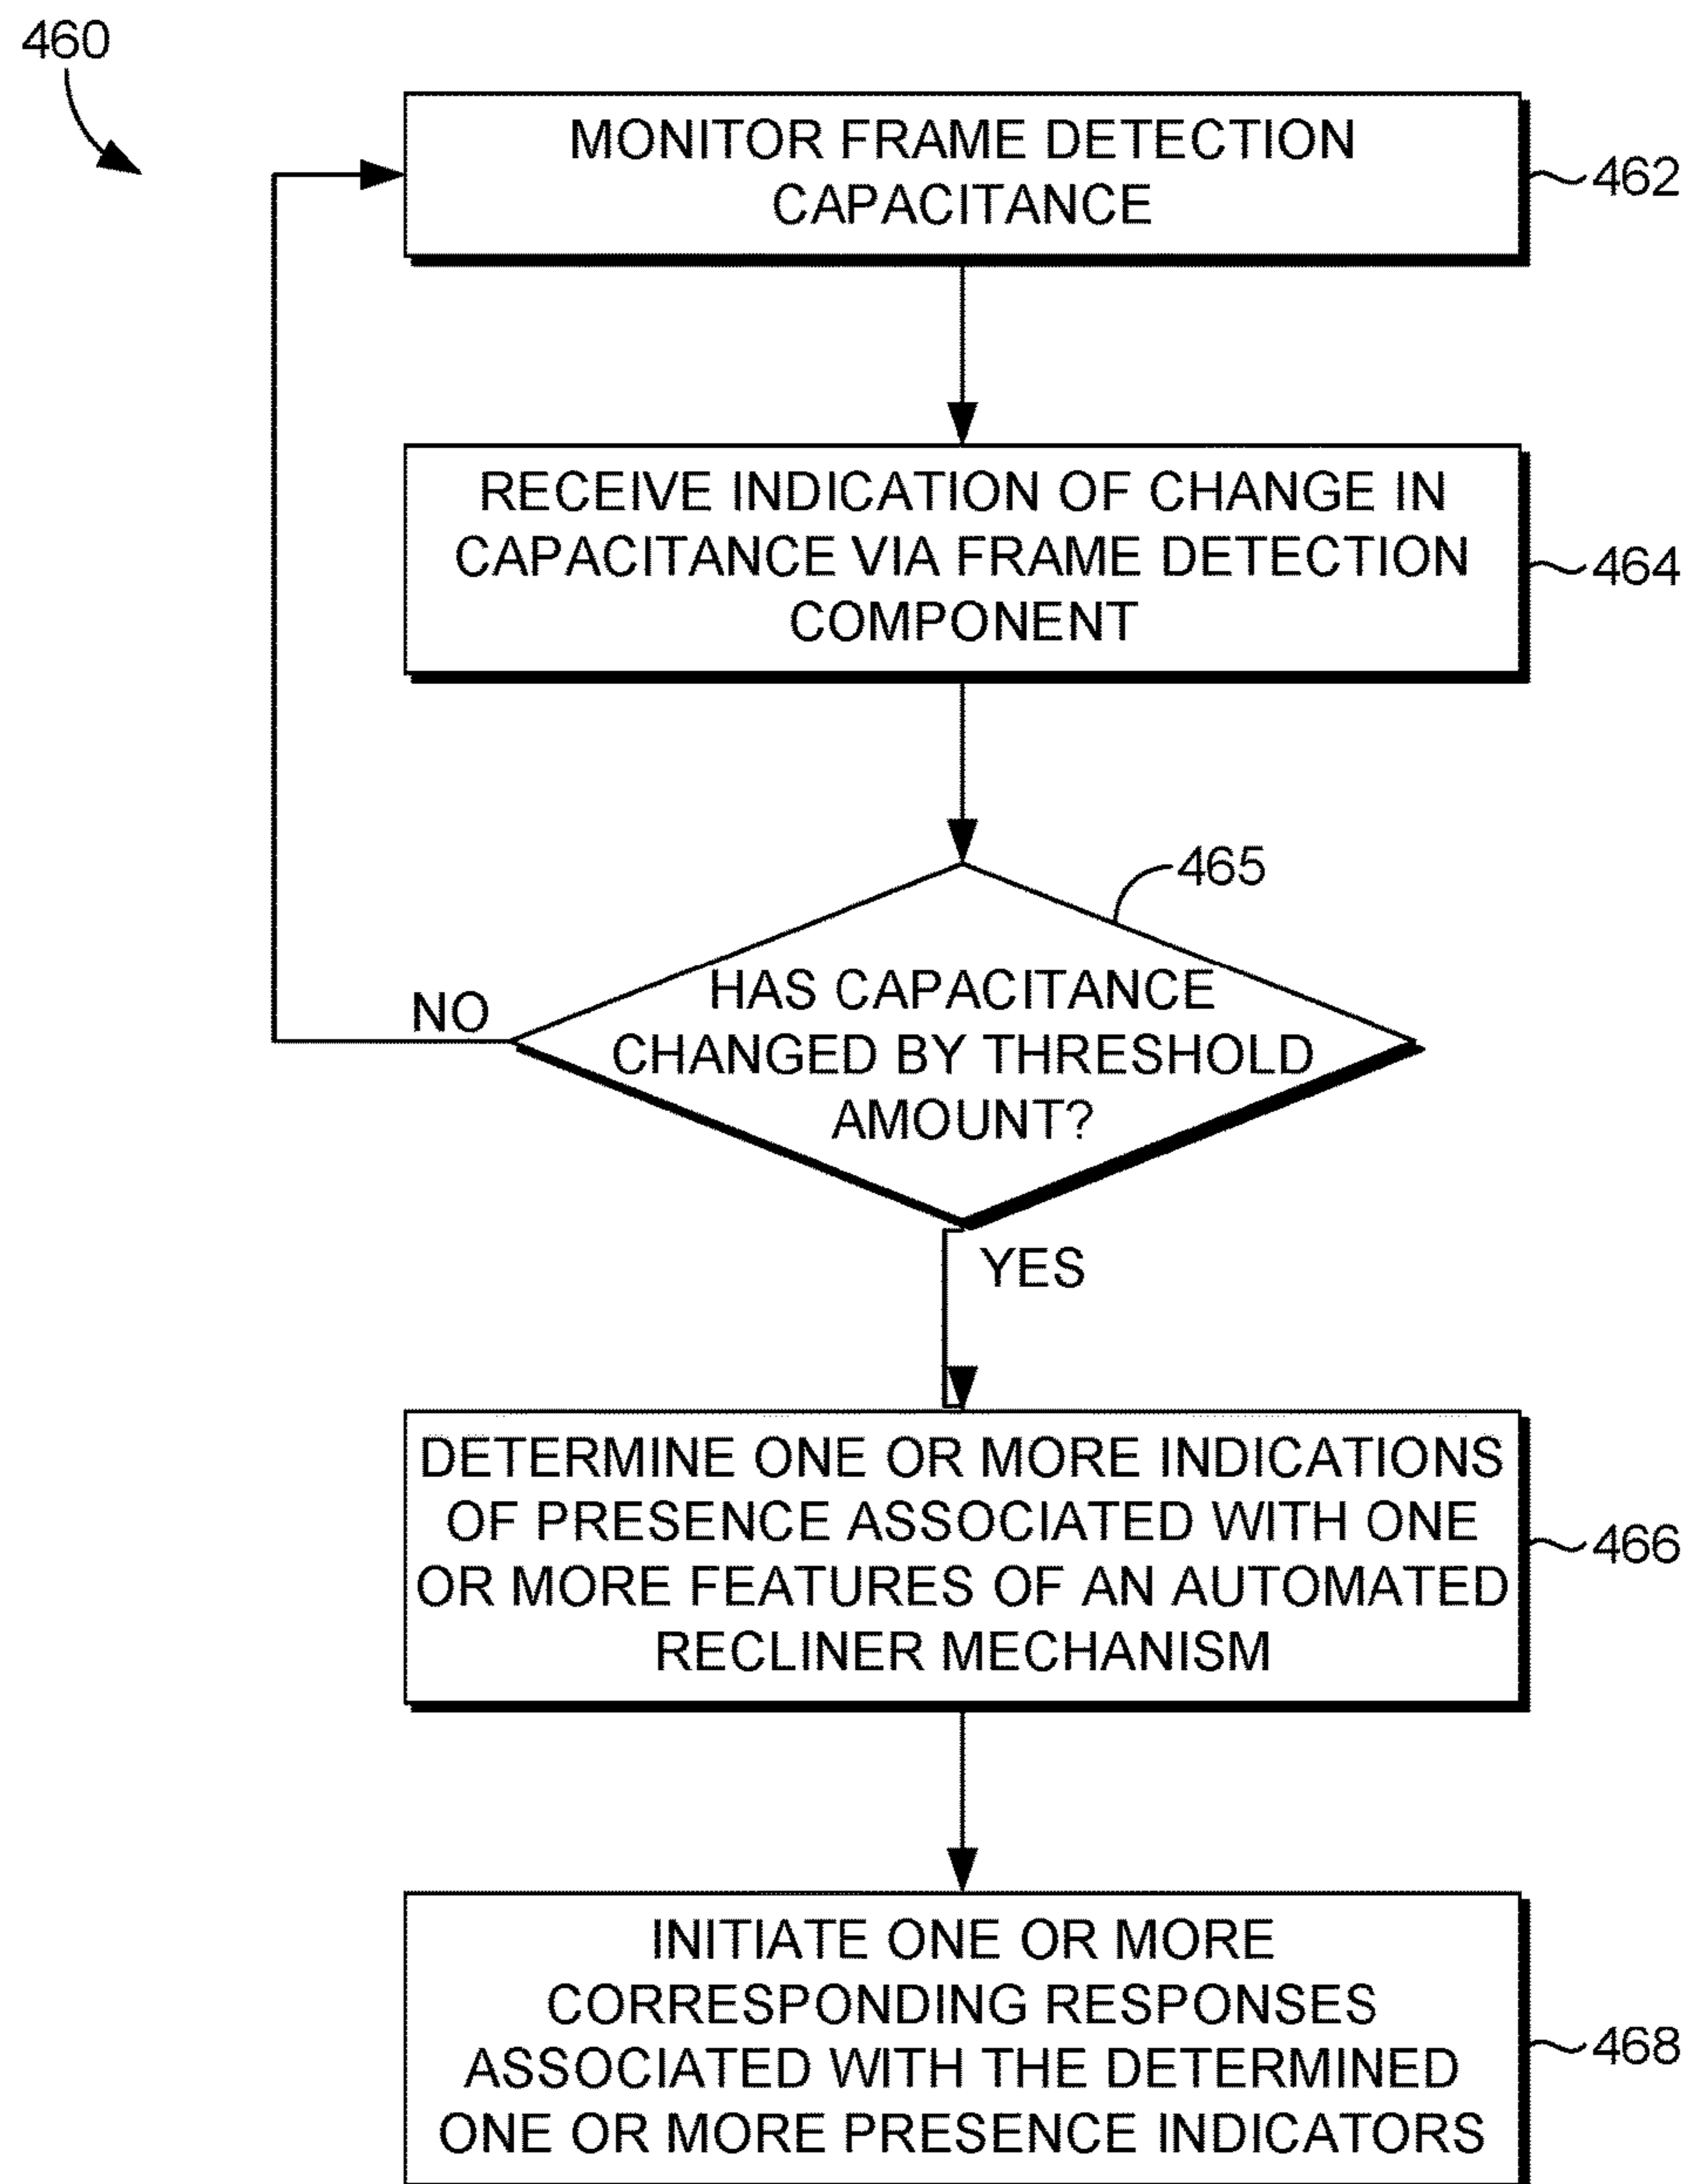 460
MONITOR FRAME DETECTION
CAPACITANCE
462
RECEIVE INDICATION OF CHANGE IN
CAPACITANCE VIA FRAME DETECTION
COMPONENT
464
465
HAS CAPACITANCE
CHANGED BY THRESHOLD
AMOUNT?
NO
YES
DETERMINE ONE OR MORE INDICATIONS
OF PRESENCE ASSOCIATED WITH ONE
OR MORE FEATURES OF AN AUTOMATED
RECLINER MECHANISM
466
INITIATE ONE OR MORE
CORRESPONDING RESPONSES
ASSOCIATED WITH THE DETERMINED
ONE OR MORE PRESENCE INDICATORS
468